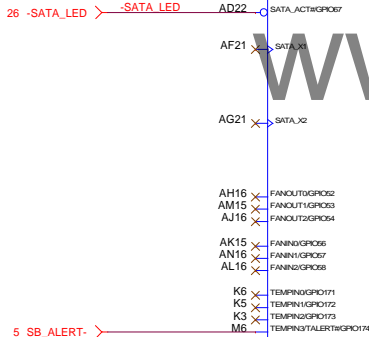 26 -SATA_LED -SATA_LED AD22 SATA_ACT#/GPIO67
AF21 SATA_X1
W
AG21 SATA_X2
AH16 FANOUT0/GPIO52
AM15 FANOUT1/GPIO53
AJ16 FANOUT2/GPIO54
AK15 FANIN0/GPIO56
AN16 FANIN1/GPIO57
AL16 FANIN2/GPIO58
K6 TEMPIN0/GPIO171
K5 TEMPIN1/GPIO172
K3 TEMPIN2/GPIO173
5 SB_ALERT- M6 TEMPIN3/TALERT#/GPIO174